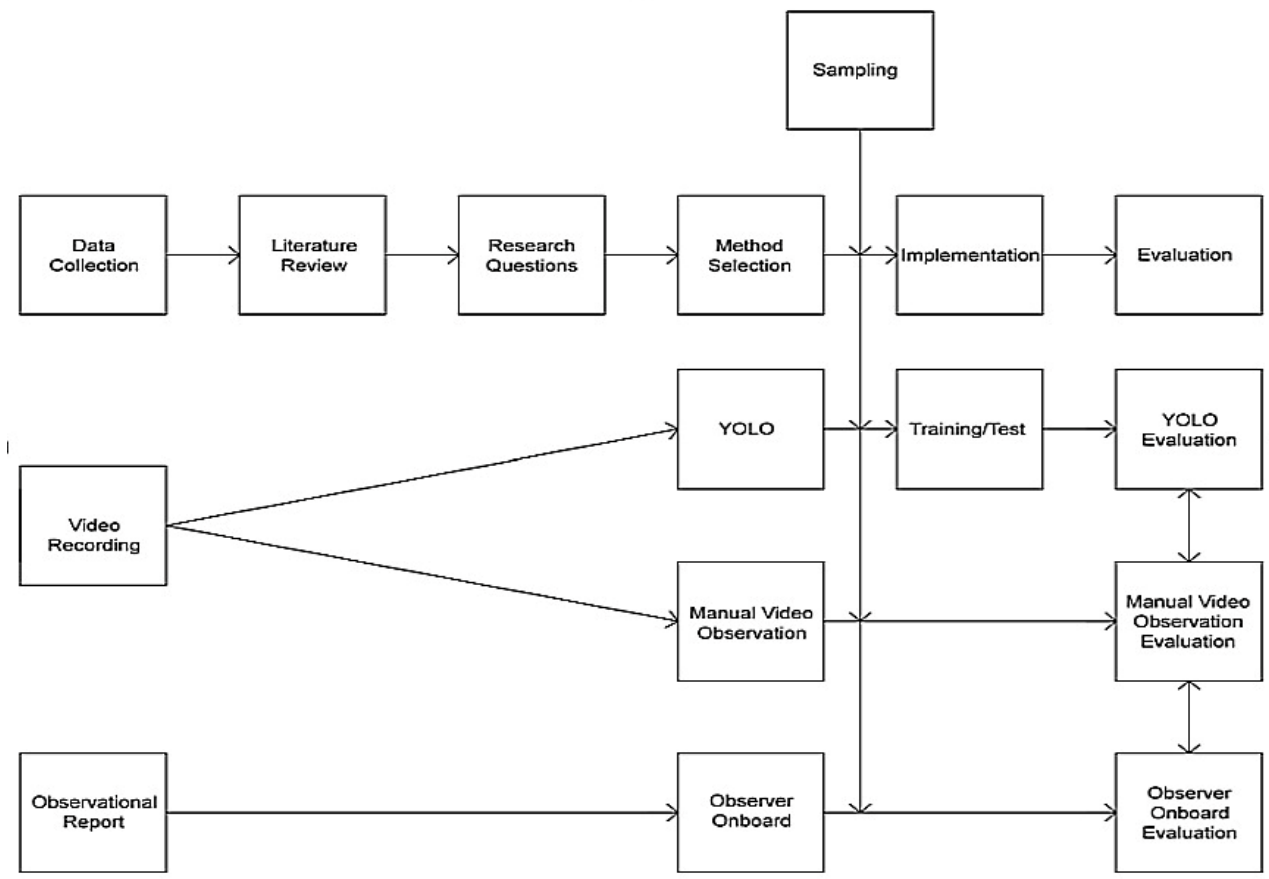 Sampling
Data
Collection
Literature
Review
Research
Questions
Method
Selection
Implementation
Evaluation
YOLO
Training/Test
YOLO
Evaluation
Video
Recording
Manual Video
Observation
Manual Video
Observation
Evaluation
Observational
Report
Observer
Onboard
Observer
Onboard
Evaluation